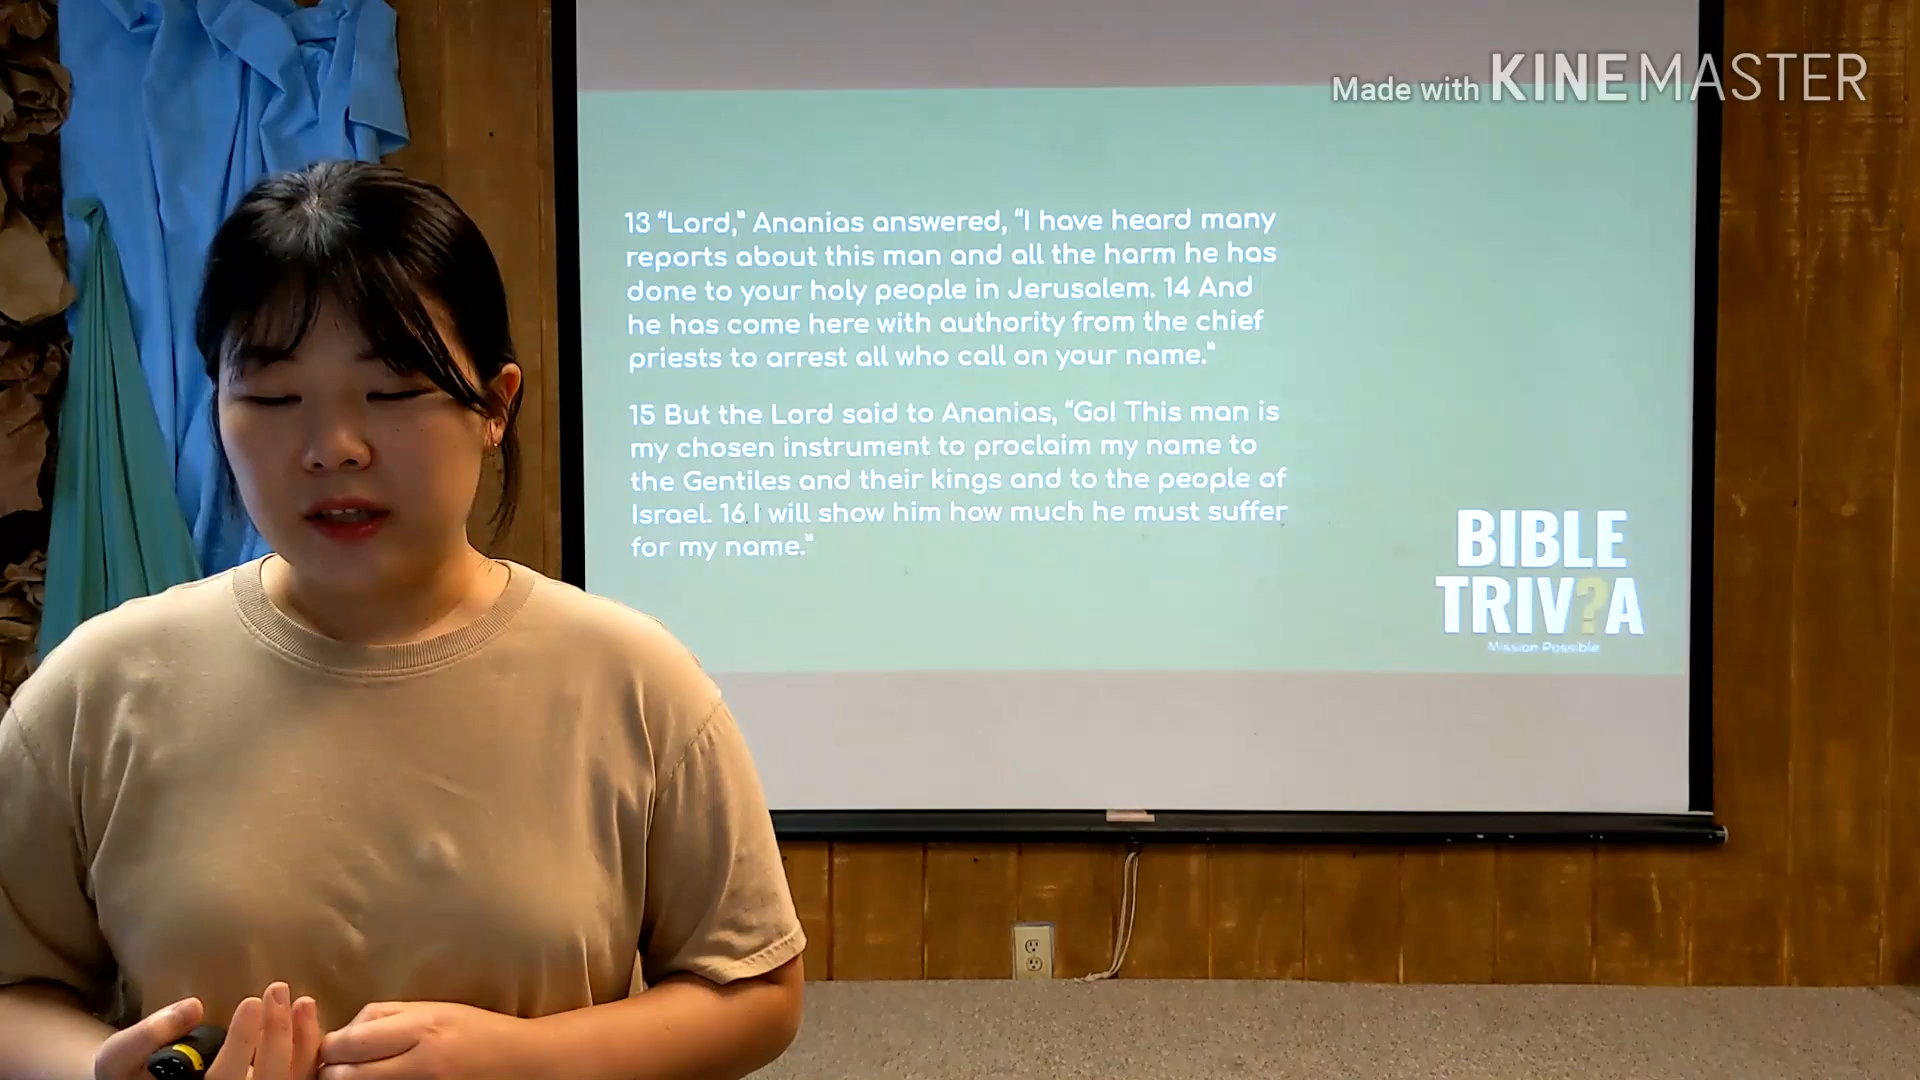 Made with KINEMASTER
13 “Lord,” Ananias answered, “I have heard many
reports about this man and all the harm he has
done to your holy people in Jerusalem. 14 And
he has come here with authority from the chief
priests to arrest all who call on your name.”
15 But the Lord said to Ananias, “Go! This man is
my chosen instrument to proclaim my name to
the Gentiles and their kings and to the people of
Israel. 16 I will show him how much he must suffer
for my name.”
BIBLE
TRIV?A
Mission Possible